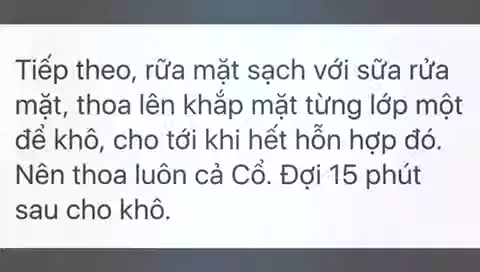 Tiếp theo, rữa mặt sạch với sữa rửa
mặt, thoa lên khắp mặt từng lớp một
để khô, cho tới khi hết hỗn hợp đó.
Nên thoa luôn cả Cổ. Đợi 15 phút
sau cho khô.